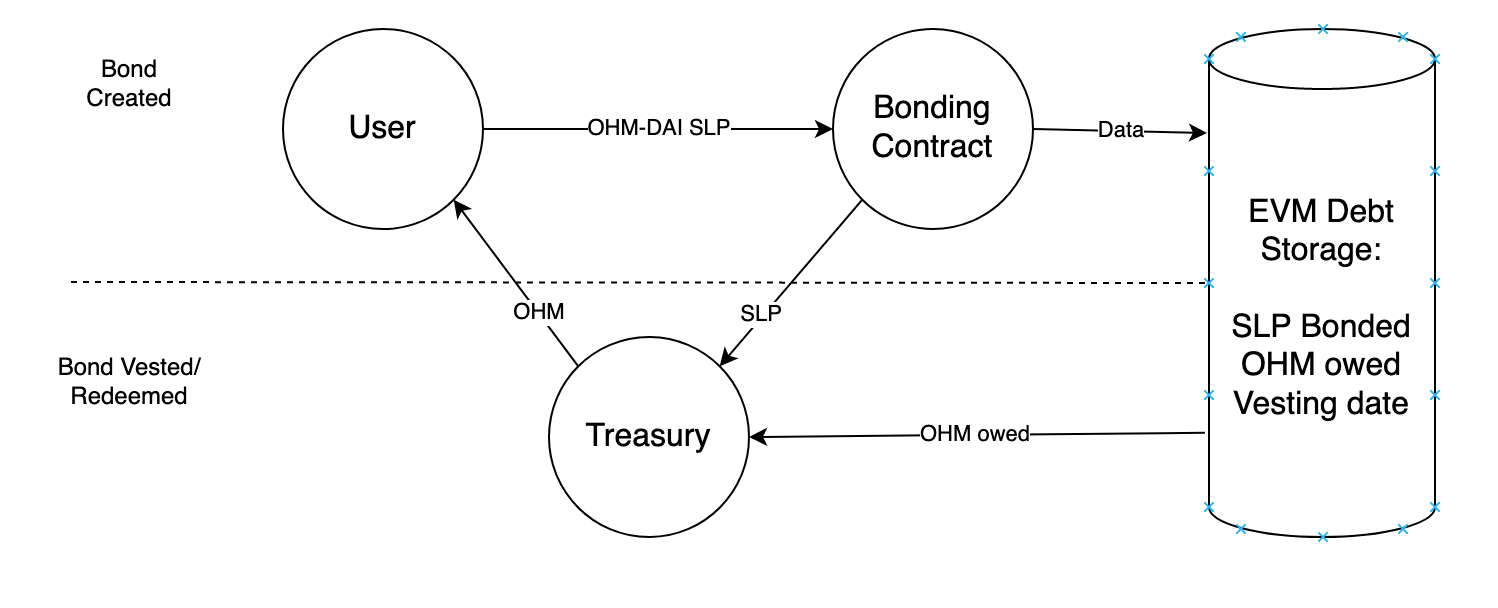 Bond
Created
User
OHM-DAI SLP
Bonding
Contract
Data
EVM Debt
Storage:
SLP Bonded
OHM owed
Vesting date
OHM
SLP
Bond Vested/
Redeemed
Treasury
OHM owed